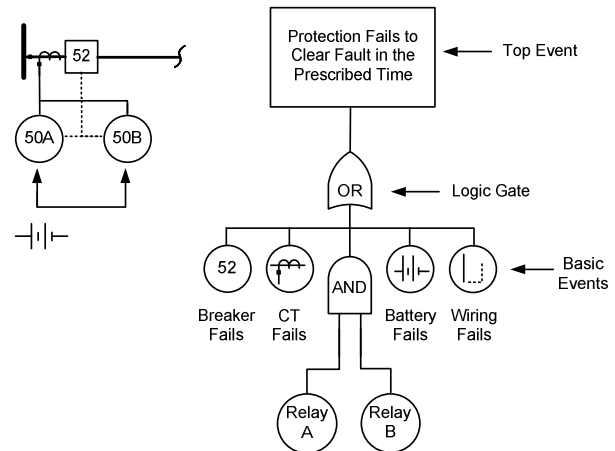 52
50A
50B
Protection Fails to
Clear Fault in the
Prescribed Time
Top Event
OR
Logic Gate
52
AND
Basic
Events
Breaker
Fails
CT
Fails
Battery
Fails
Wiring
Fails
Relay
A
Relay
B